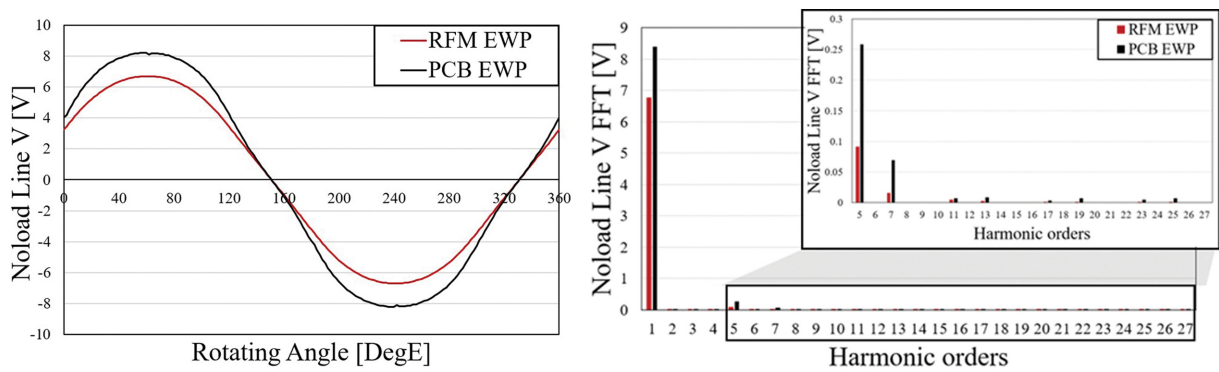 10
8
6
4
2
0
-2
-4
-6
-8
-10
0 40 80 120 160 200 240 280 320 360
Noload Line V [V]
Rotating Angle [DegE]
RFM EWP
PCB EWP
9
8
7
6
5
4
3
2
1
0
Noload Line V FFT [V]
1 2 3 4 5 6 7 8 9 10 11 12 13 14 15 16 17 18 19 20 21 22 23 24 25 26 27
Harmonic orders
0.3
0.25
0.2
0.15
0.1
0.05
0
Noload Line V FFT [V]
RFM EWP
PCB EWP
5 6 7 8 9 10 11 12 13 14 15 16 17 18 19 20 21 22 23 24 25 26 27
Harmonic orders